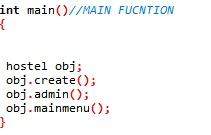 int main()//MAIN FUCNTION
{
hostel obj;
obj.create();
obj.admin();
obj.mainmenu();
}